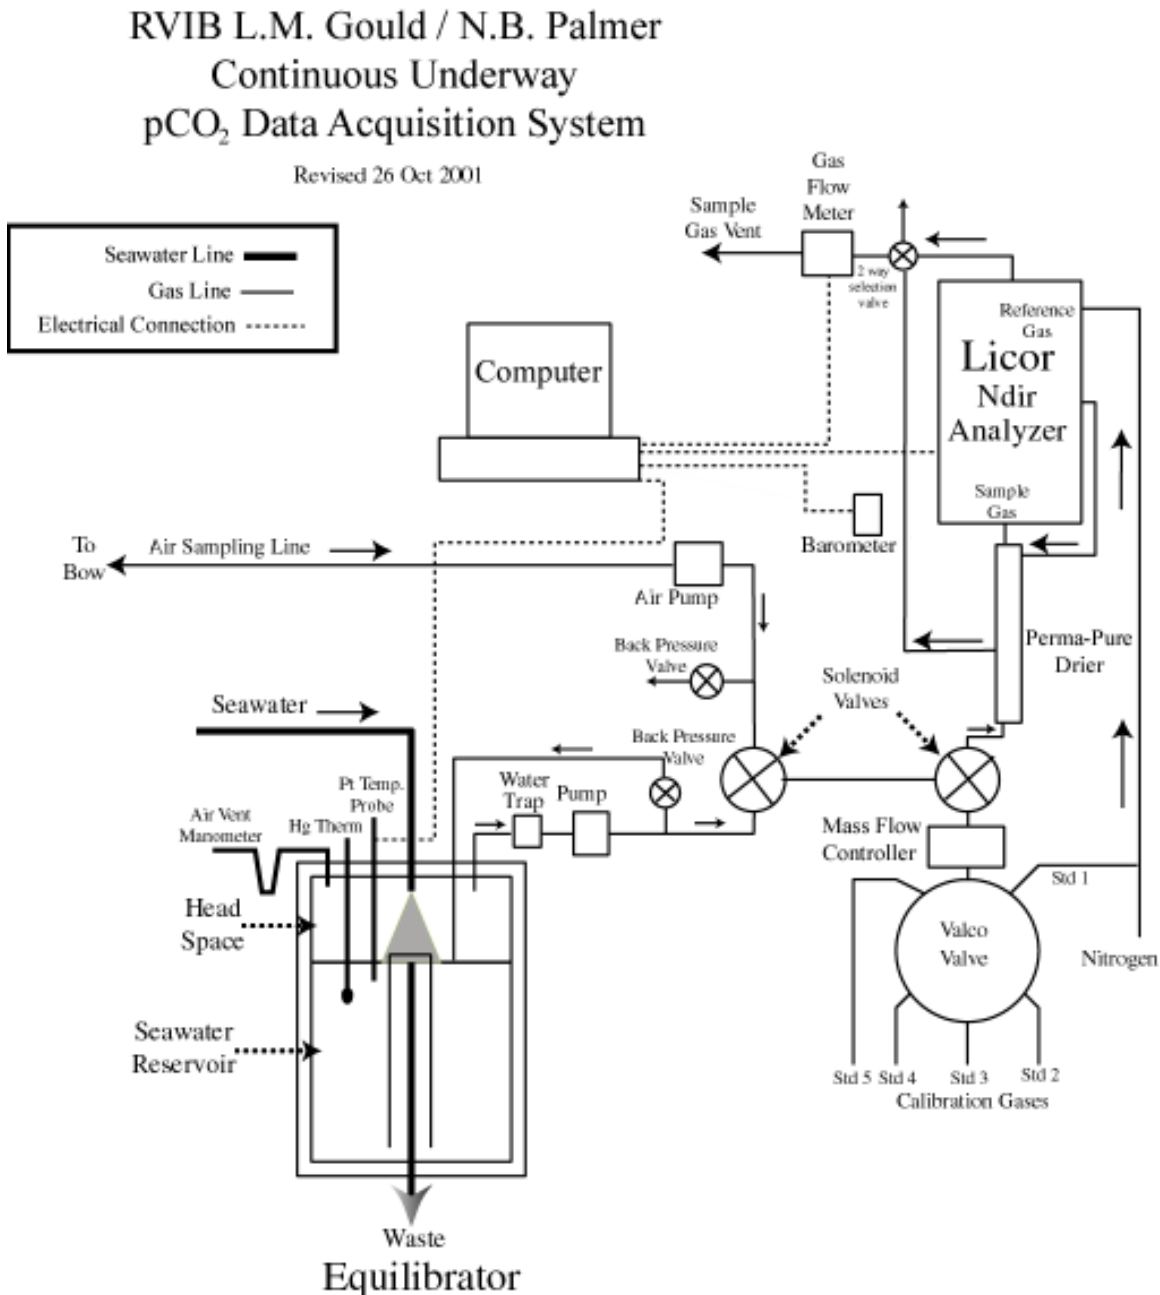 RVIB L.M. Gould / N.B. Palmer
Continuous Underway
pCO₂ Data Acquisition System
Revised 26 Oct 2001
Seawater Line
Gas Line
Electrical Connection
Gas
Flow
Meter
Sample
Gas Vent
2 way
selection
valve
Reference
Gas
Licor
Ndir
Analyzer
Sample
Gas
Computer
Barometer
To
Bow
Air Sampling Line
Air Pump
Perma-Pure
Drier
Back Pressure
Valve
Solenoid
Valves
Seawater
Back Pressure
Valve
Water
Trap
Pump
Pt Temp.
Probe
Air Vent
Manometer
Hg Therm
Mass Flow
Controller
Std 1
Head
Space
Valco
Valve
Nitrogen
Seawater
Reservoir
Std 5
Std 4
Std 3
Std 2
Calibration Gases
Waste
Equilibrator